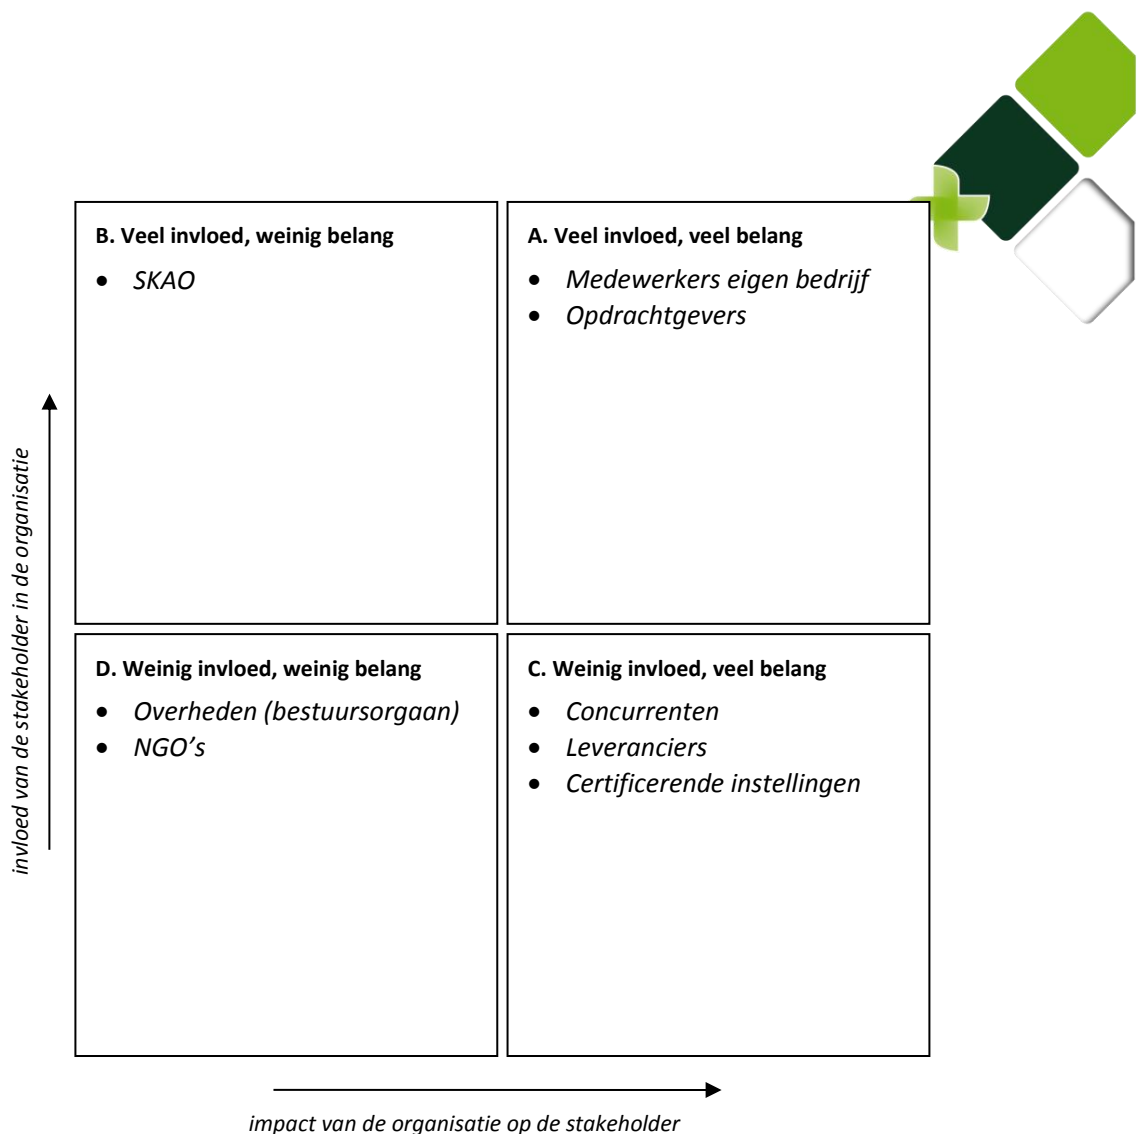 B. Veel invloed, weinig belang
• SKAO
A. Veel invloed, veel belang
• Medewerkers eigen bedrijf
• Opdrachtgevers
invloed van de stakeholder in de organisatie
D. Weinig invloed, weinig belang
• Overheden (bestuursorgaan)
• NGO’s
C. Weinig invloed, veel belang
• Concurrenten
• Leveranciers
• Certificerende instellingen
impact van de organisatie op de stakeholder